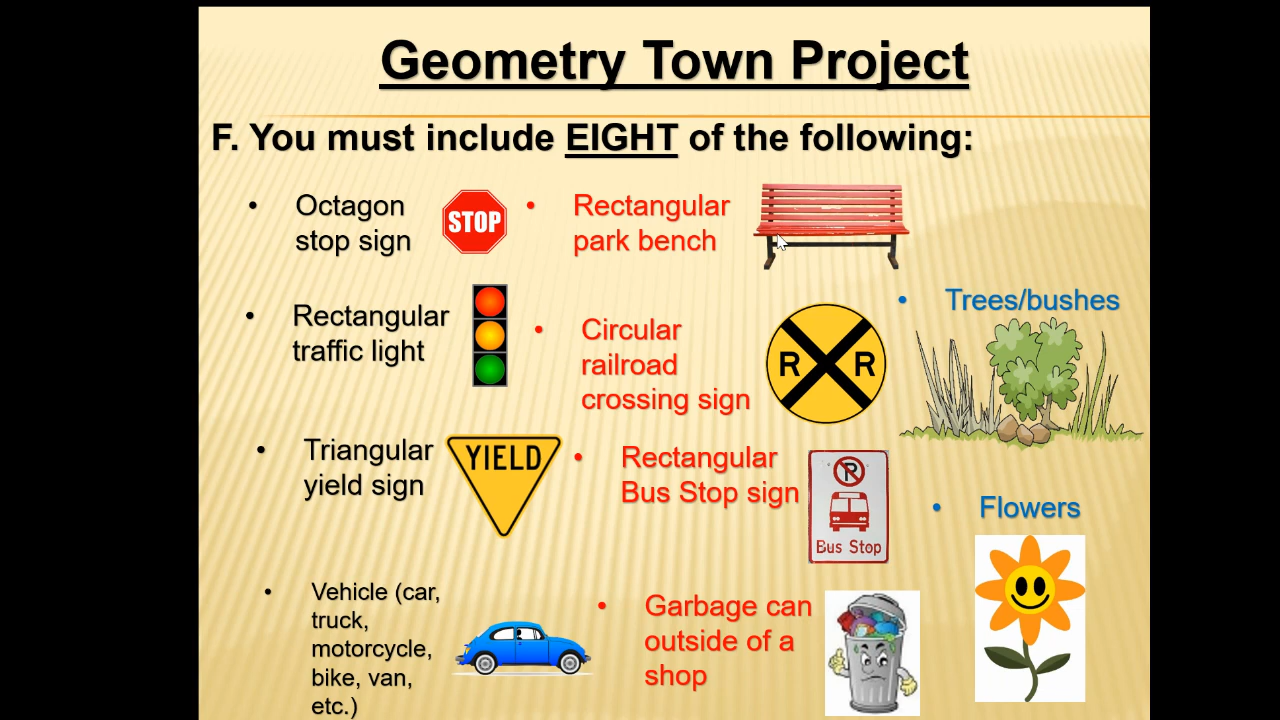 Geometry Town Project
F. You must include EIGHT of the following:
• Octagon
stop sign
STOP
• Rectangular
park bench
• Rectangular
traffic light
• Circular
railroad
crossing sign
R R
• Trees/bushes
• Triangular
yield sign
YIELD
• Rectangular
Bus Stop sign
P
Bus Stop
• Flowers
• Vehicle (car,
truck,
motorcycle,
bike, van,
etc.)
• Garbage can
outside of a
shop